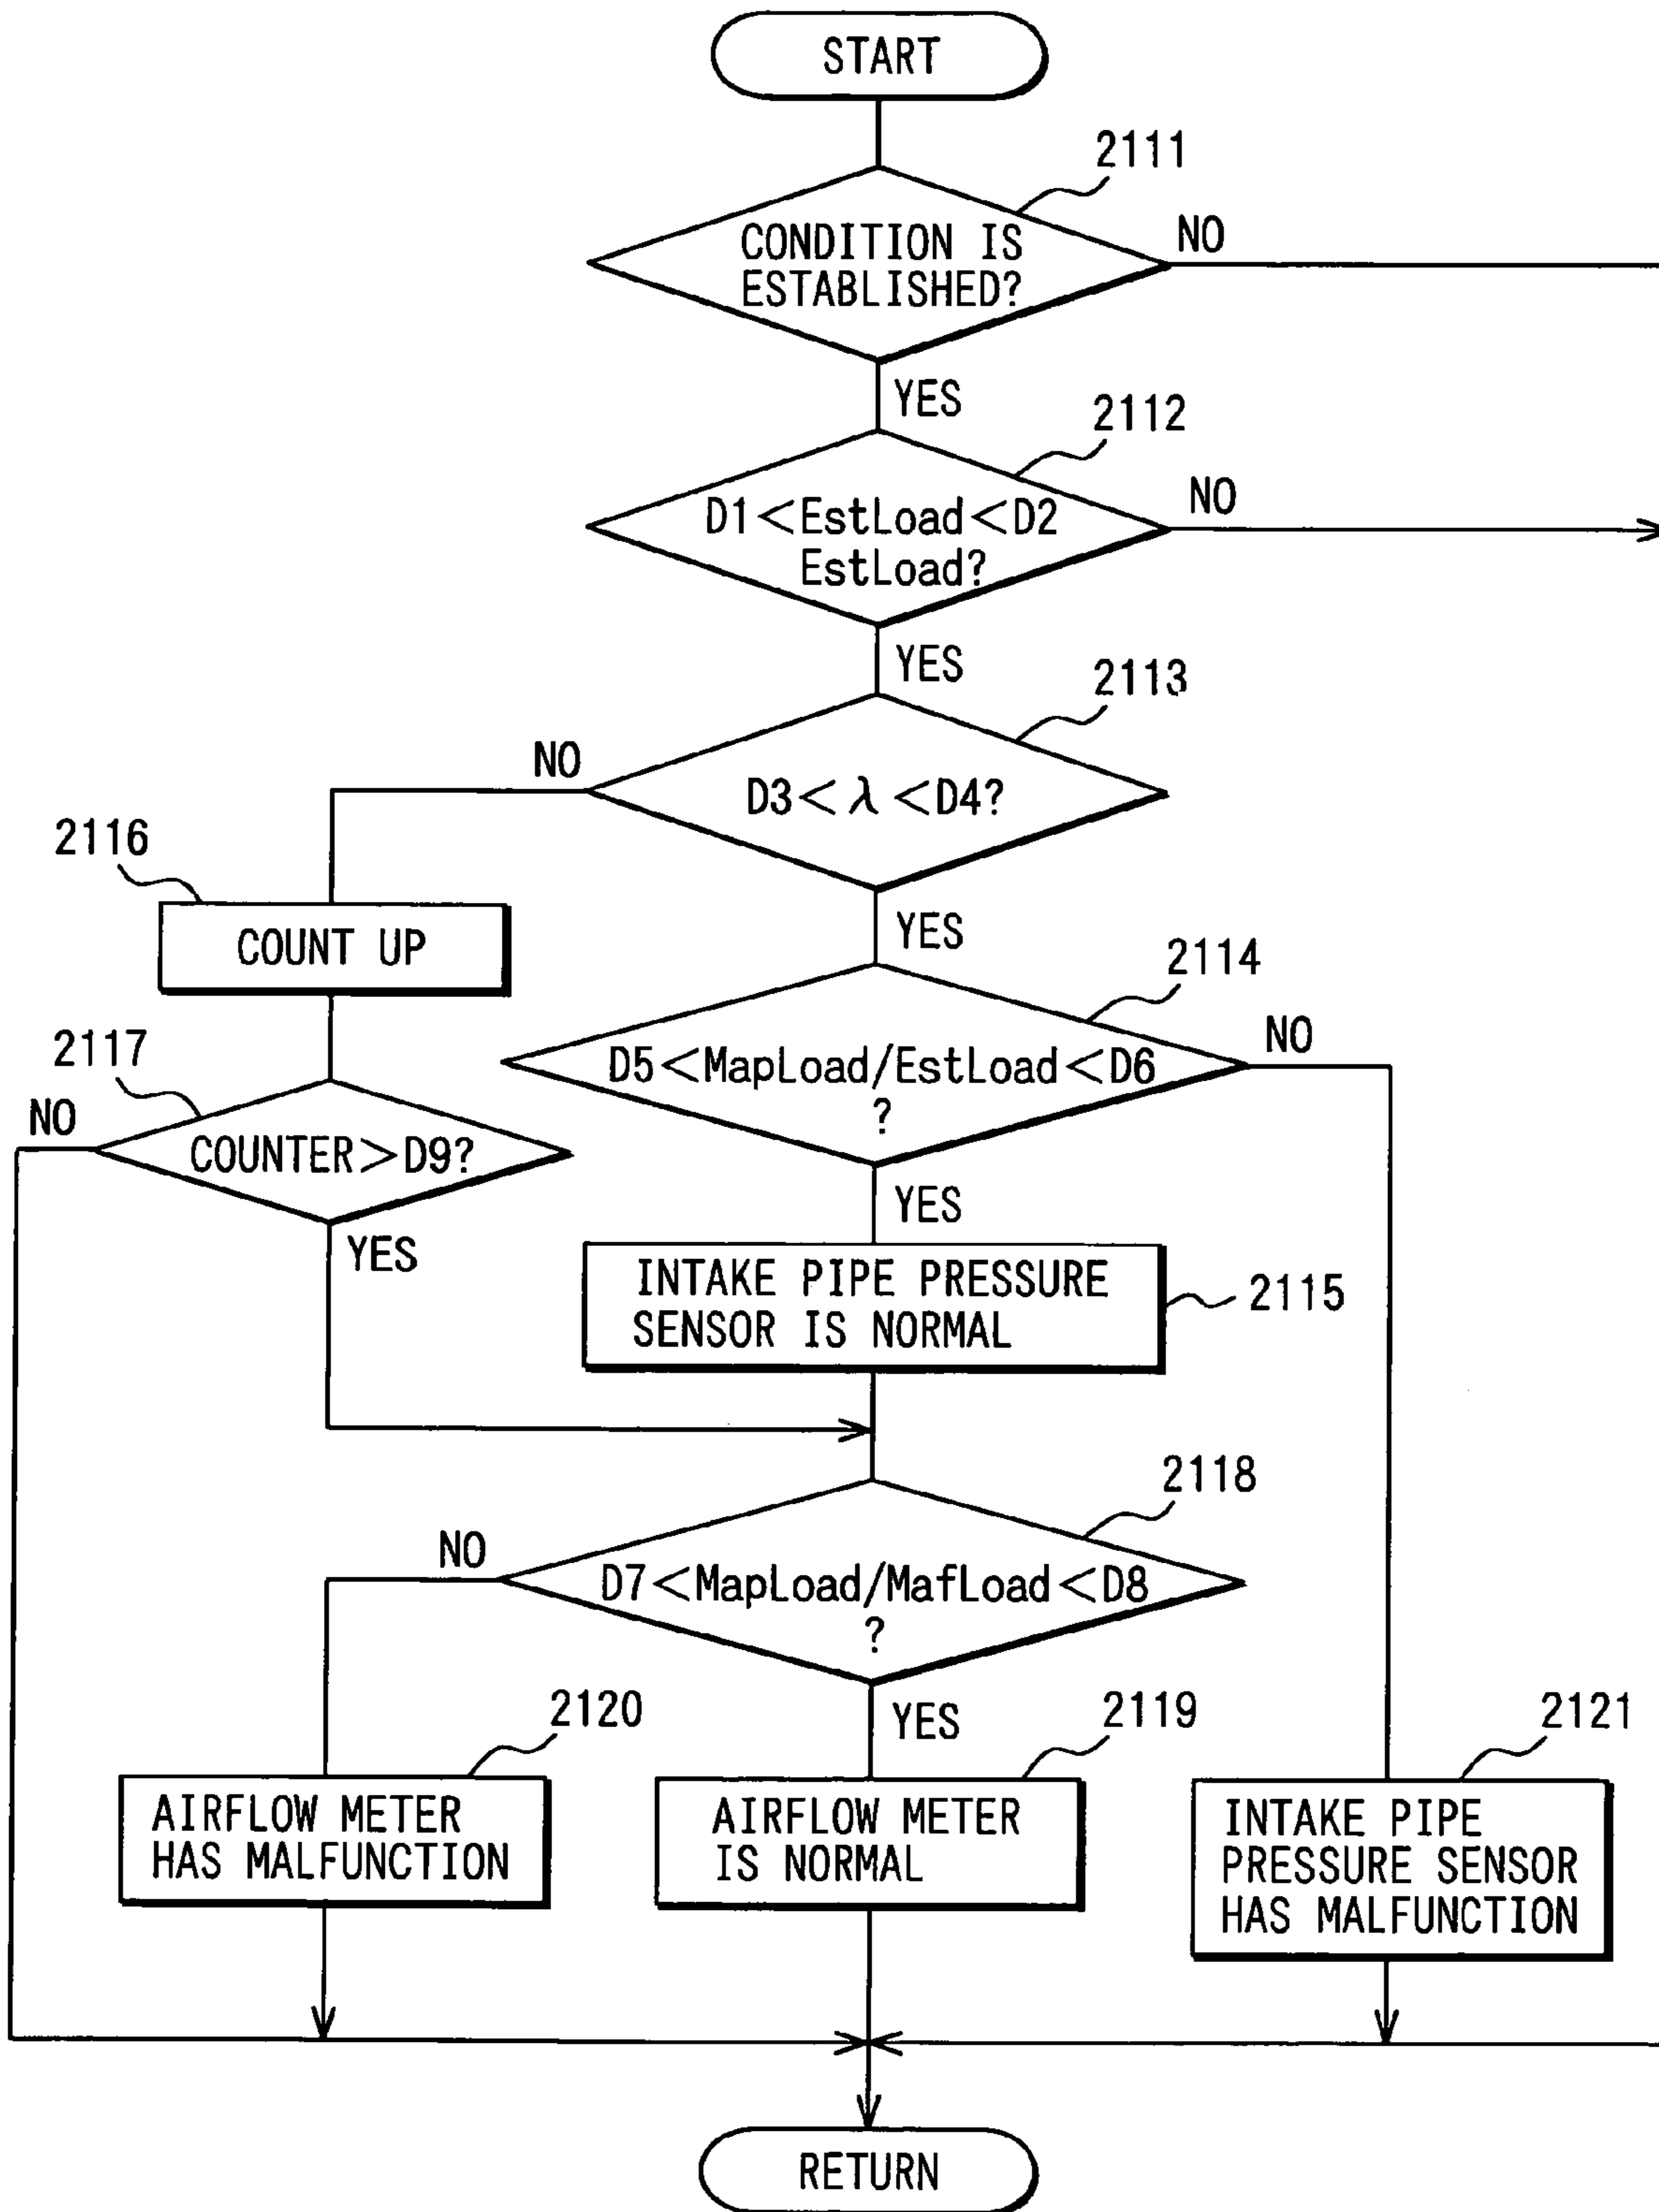 START
2111
CONDITION IS
ESTABLISHED?
NO
YES
2112
D1<EstLoad<D2
EstLoad?
NO
YES
2113
D3<λ<D4?
NO
YES
2116
COUNT UP
2114
D5<MapLoad/EstLoad<D6
?
NO
YES
2117
COUNTER>D9?
NO
YES
INTAKE PIPE PRESSURE
SENSOR IS NORMAL
2115
2118
D7<MapLoad/MafLoad<D8
?
NO
YES
2120
AIRFLOW METER
HAS MALFUNCTION
2119
AIRFLOW METER
IS NORMAL
2121
INTAKE PIPE
PRESSURE SENSOR
HAS MALFUNCTION
RETURN